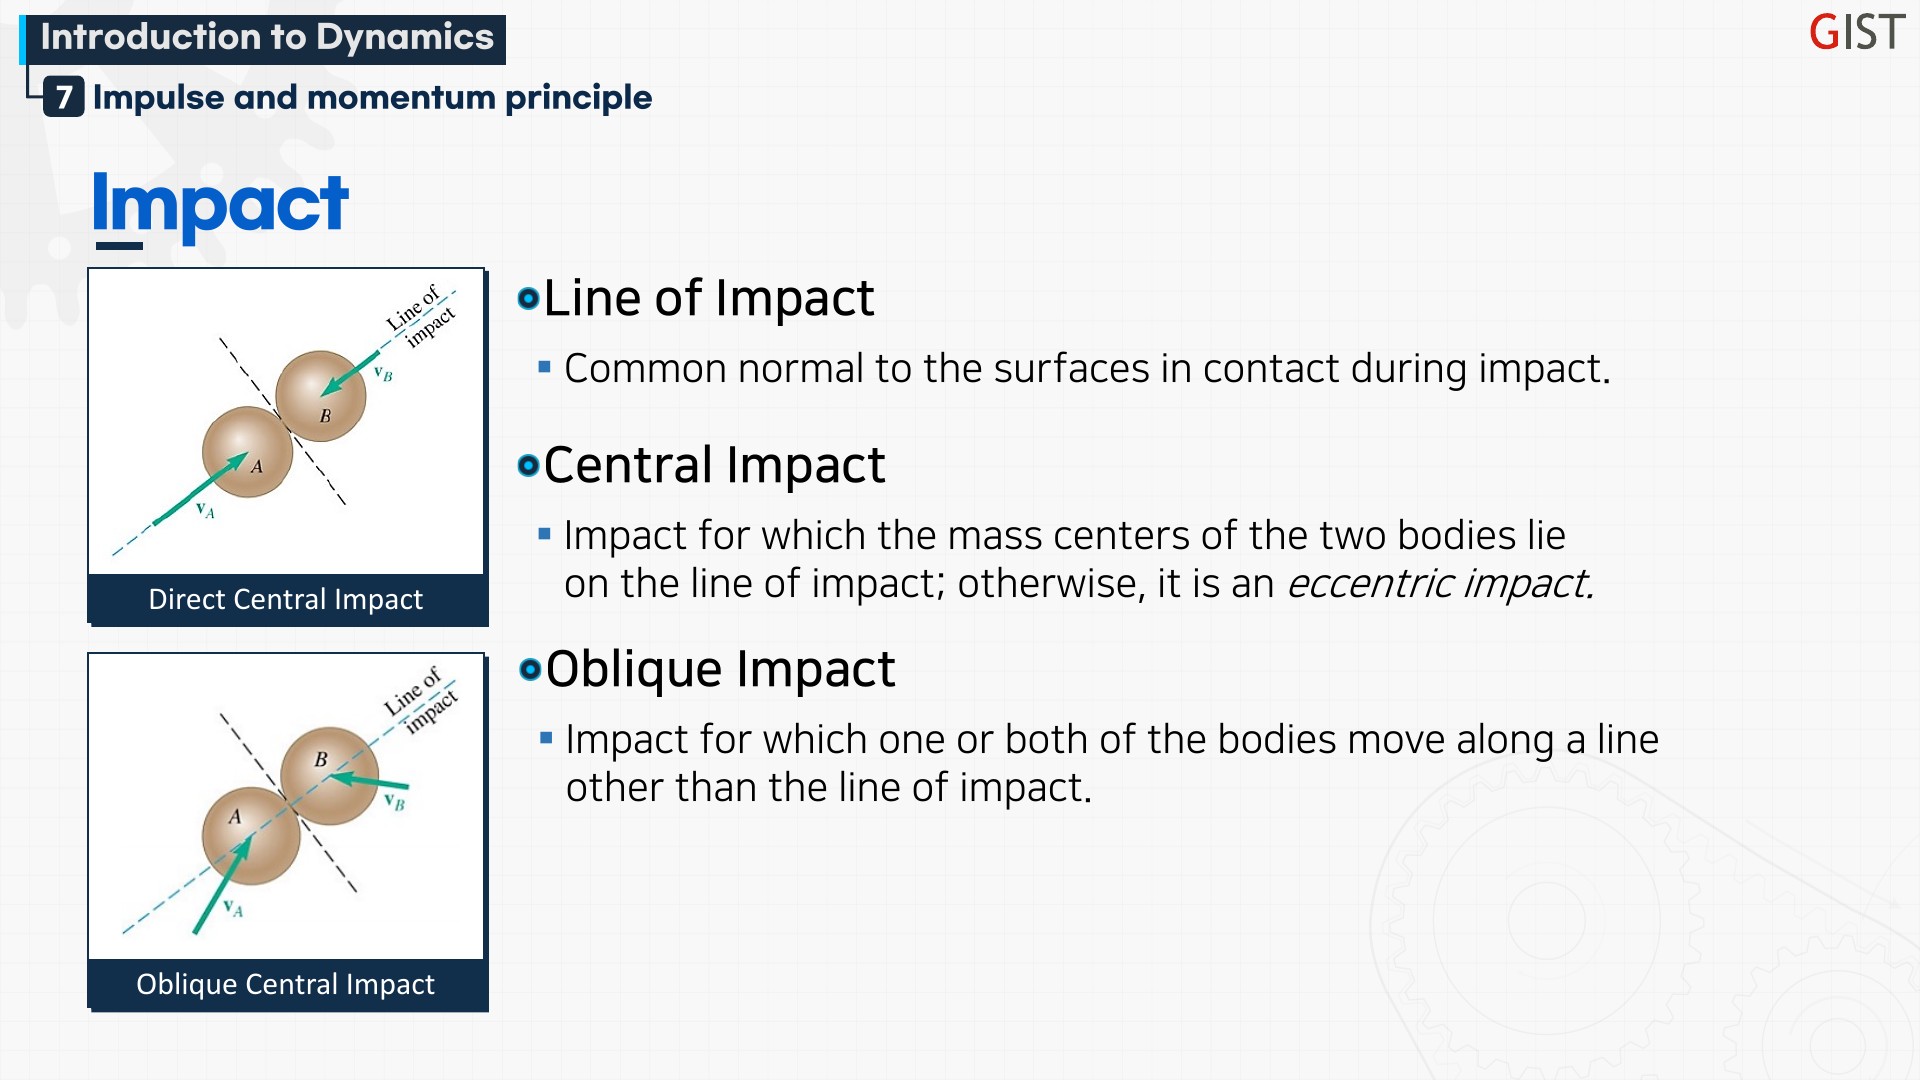 Introduction to Dynamics
GIST
7 Impulse and momentum principle
Impact
Line of
impact
v_B
B
A
v_A
Direct Central Impact
Line of
impact
B
v_B
A
v_A
Oblique Central Impact
Line of Impact
Common normal to the surfaces in contact during impact.
Central Impact
Impact for which the mass centers of the two bodies lie
on the line of impact; otherwise, it is an eccentric impact.
Oblique Impact
Impact for which one or both of the bodies move along a line
other than the line of impact.